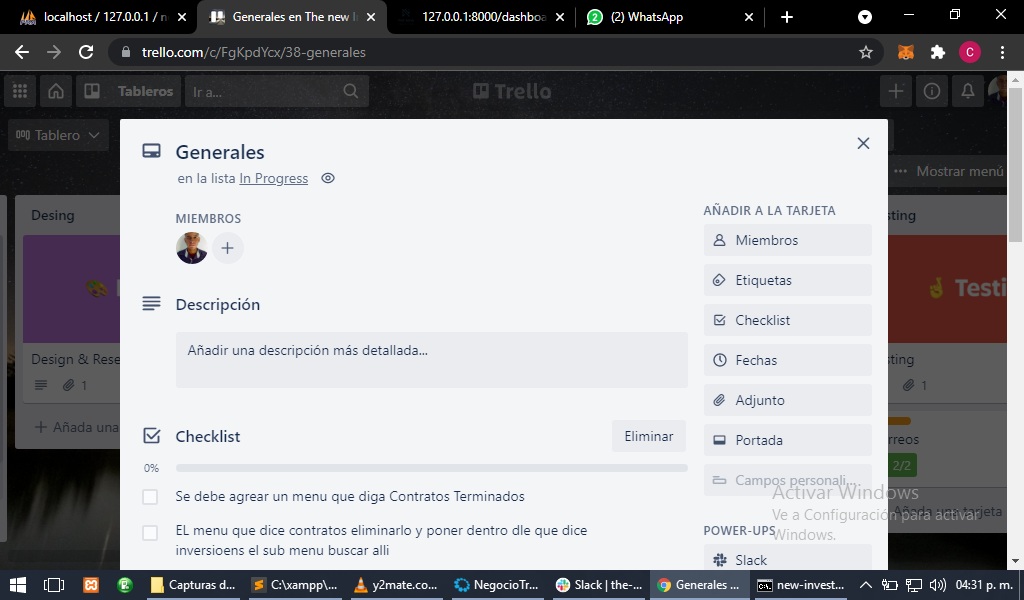 localhost / 127.0.0.1 / n
Generales en The new I
127.0.0.1:8000/dashboa
(2) WhatsApp
trello.com/c/FgKpdYcx/38-generales
C
Tableros
Ir a...
Trello
Tablero
Mostrar menú
Generales
en la lista In Progress
MIEMBROS
Descripción
Añadir una descripción más detallada...
Checklist
Eliminar
0%
Se debe agrear un menu que diga Contratos Terminados
EL menu que dice contratos eliminarlo y poner dentro dle que dice
inversioens el sub menu buscar alli
AÑADIR A LA TARJETA
Miembros
Etiquetas
Checklist
Fechas
Adjunto
Portada
Campos personali...
POWER-UPS
Slack
Desing
Design & Rese
1
Añada una
sting
Testi
ting
1
rreos
2/2
Añada una tarjeta
Activar Windows
Ve a Configuración para activar
Windows.
Capturas d...
C:\xampp\...
y2mate.co...
NegocioTr...
Slack | the-...
Generales ...
new-invest...
04:31 p. m.